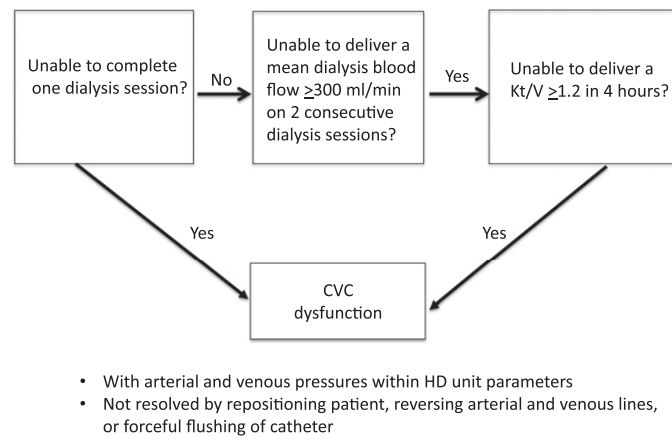 Unable to complete
one dialysis session?
No
Unable to deliver a
mean dialysis blood
flow ≥300 ml/min
on 2 consecutive
dialysis sessions?
Yes
Unable to deliver a
Kt/V ≥1.2 in 4 hours?
Yes
Yes
CVC
dysfunction
• With arterial and venous pressures within HD unit parameters
• Not resolved by repositioning patient, reversing arterial and venous lines,
or forceful flushing of catheter